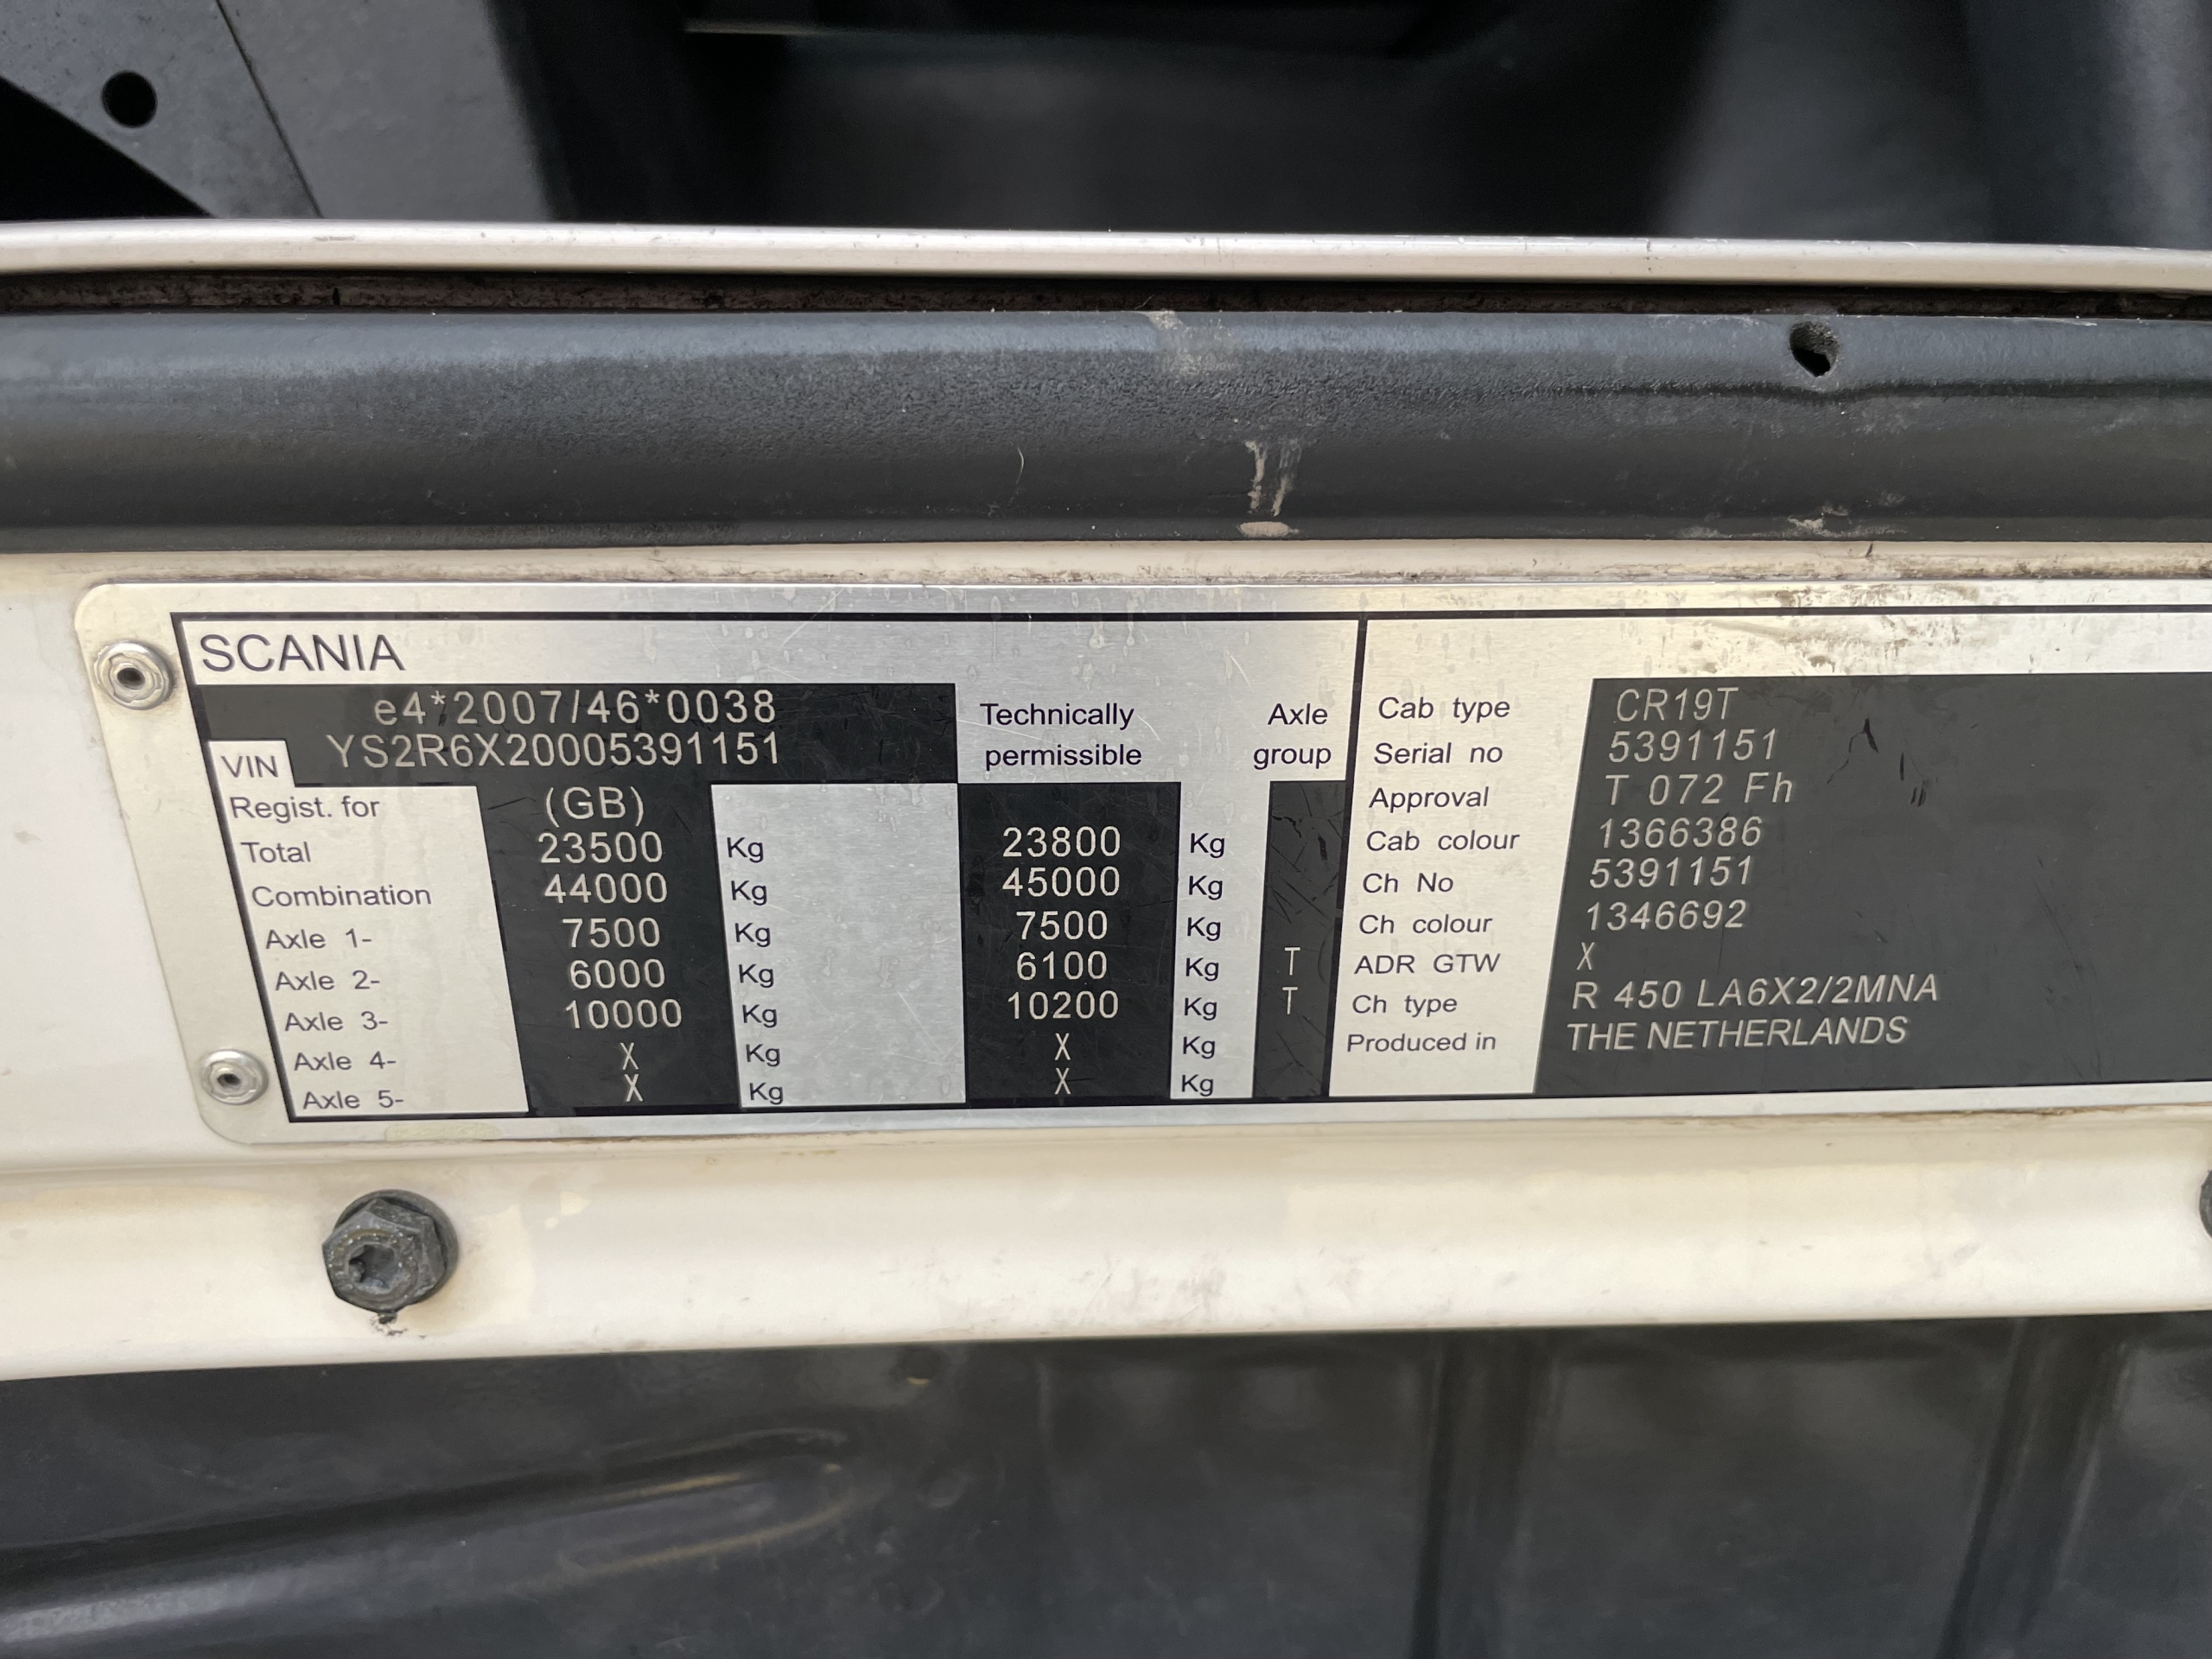 SCANIA
e4*2007/46*0038
VIN YS2R6X20005391151
Technically permissible
Axle group
Regist. for (GB)
Total 23500 Kg 23800 Kg
Combination 44000 Kg 45000 Kg
Axle 1- 7500 Kg 7500 Kg
Axle 2- 6000 Kg 6100 Kg T
Axle 3- 10000 Kg 10200 Kg T
Axle 4- X Kg X Kg
Axle 5- X Kg X Kg
Cab type CR19T
Serial no 5391151
Approval T 072 Fh
Cab colour 1366386
Ch No 5391151
Ch colour 1346692
ADR GTW X
Ch type R 450 LA6X2/2MNA
Produced in THE NETHERLANDS